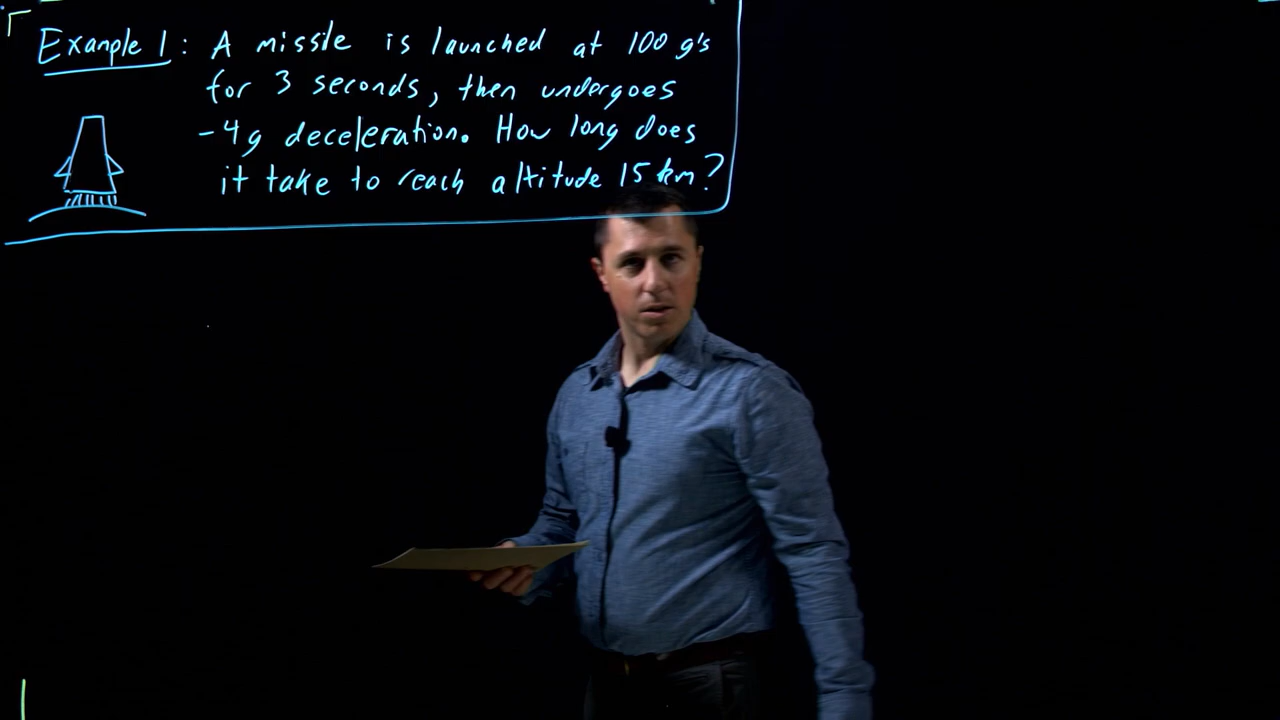 Example 1: A missile is launched at 100 g's
for 3 seconds, then undergoes
-4g deceleration. How long does
it take to reach altitude 15 km?